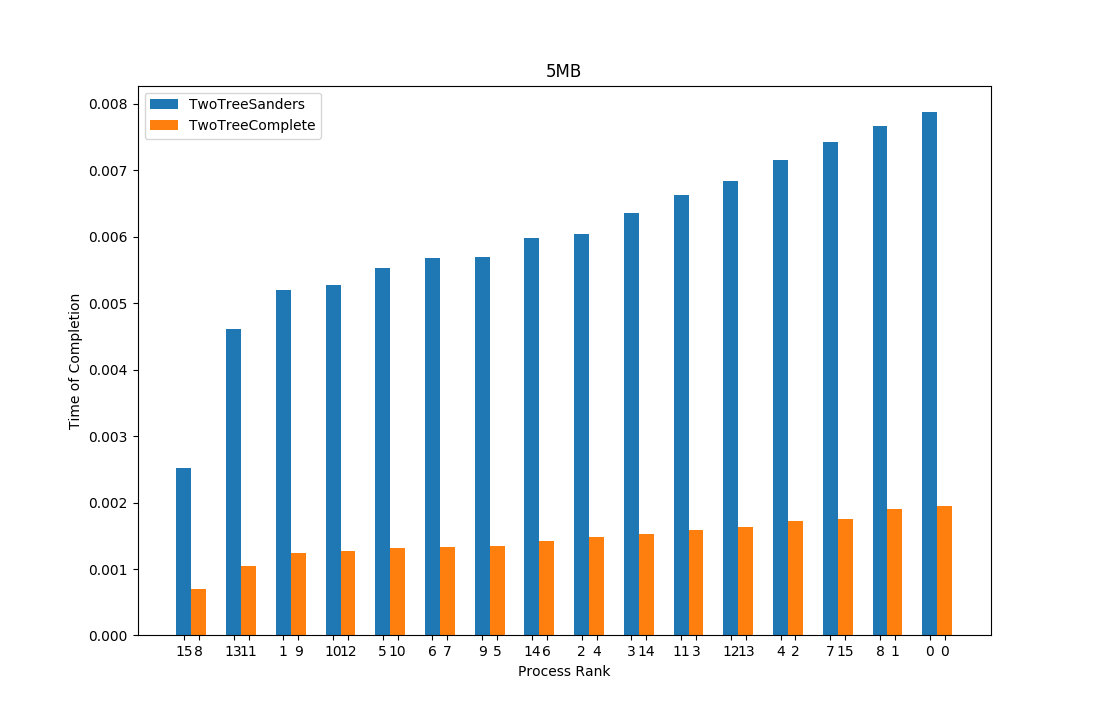 5MB
TwoTreeSanders
TwoTreeComplete
0.008
0.007
0.006
0.005
0.004
0.003
0.002
0.001
0.000
Time of Completion
15 8 13 11 1 9 10 12 5 10 6 7 9 5 14 6 2 4 3 14 11 3 12 13 4 2 7 15 8 1 0 0
Process Rank